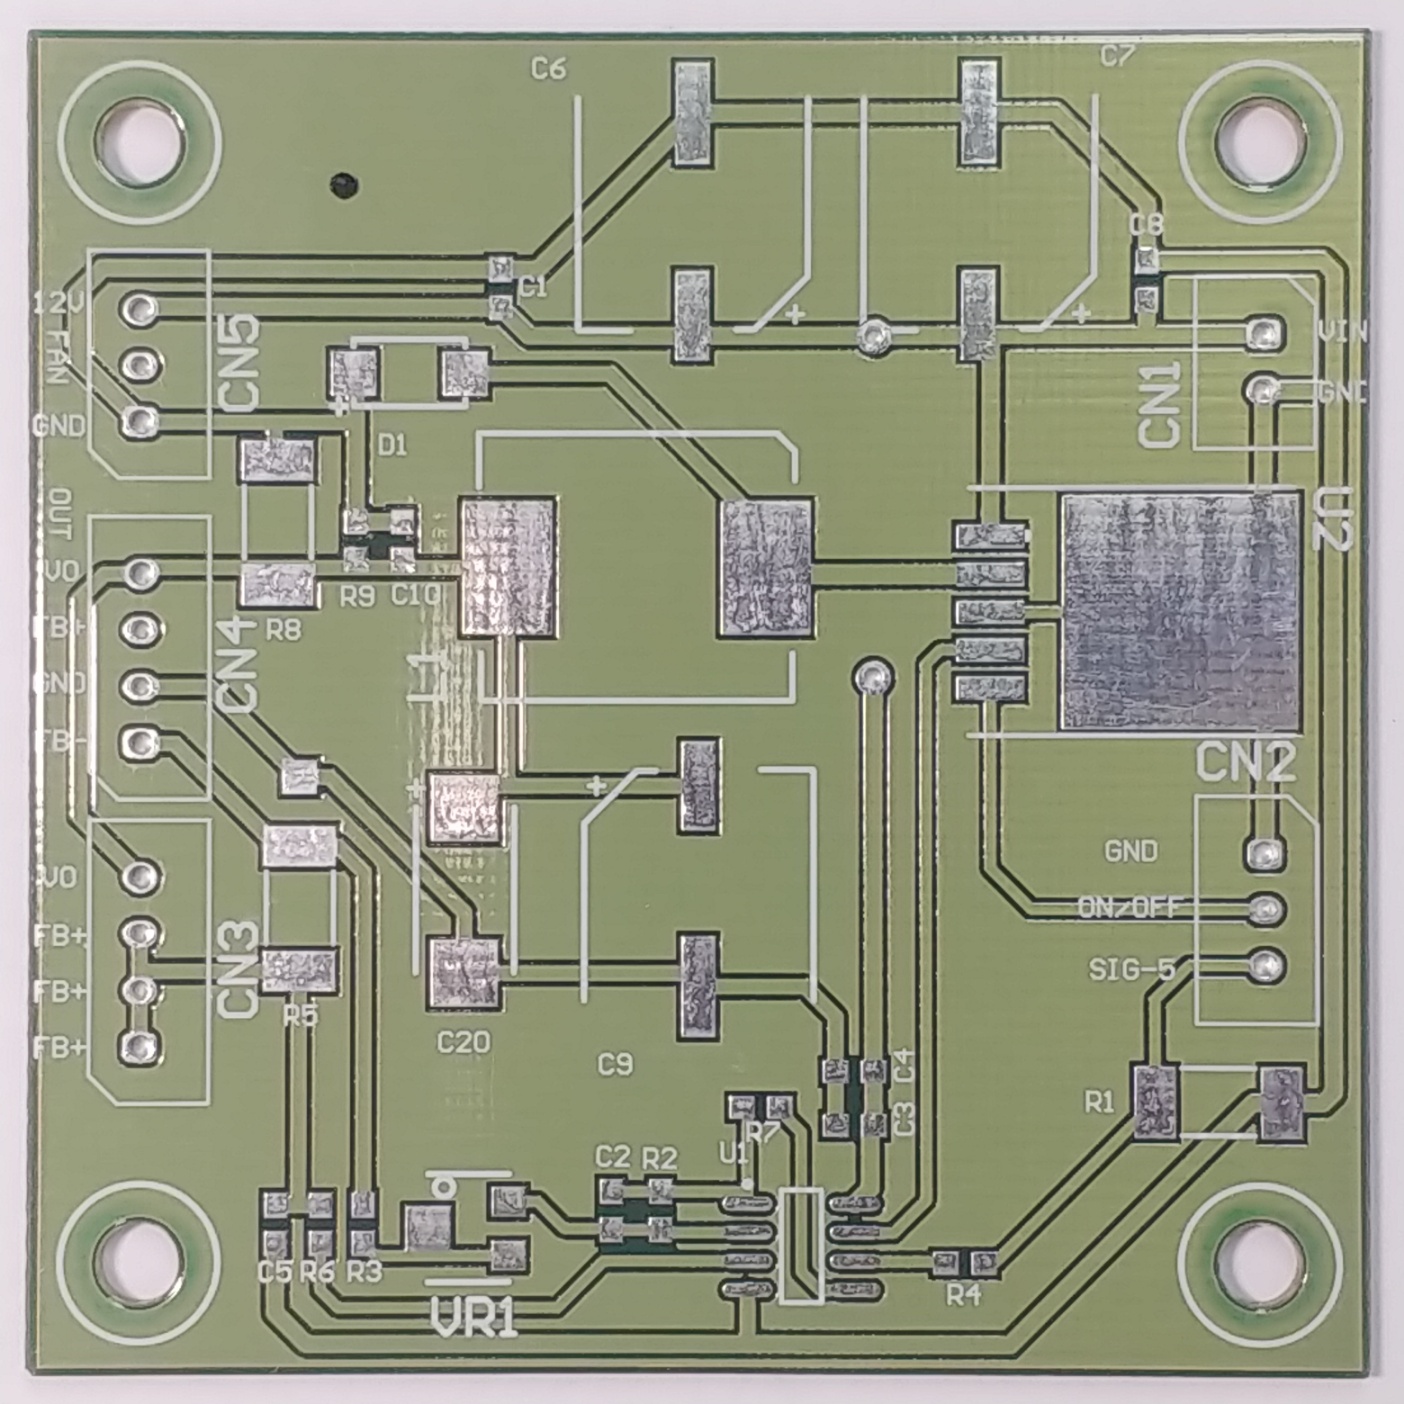 C6
C7
C8
12V
C1
FAN
CN5
VIN
CN1
GND
GND
D1
OUT
U2
VO
R9
C10
FB+
R8
CN4
L1
GND
FB-
CN2
GND
VO
ON/OFF
FB+
CN3
SIG-5
FB+
R5
C20
FB+
C9
C4
R1
C3
R7
U1
C2
R2
C5
R6
R3
R4
VR1